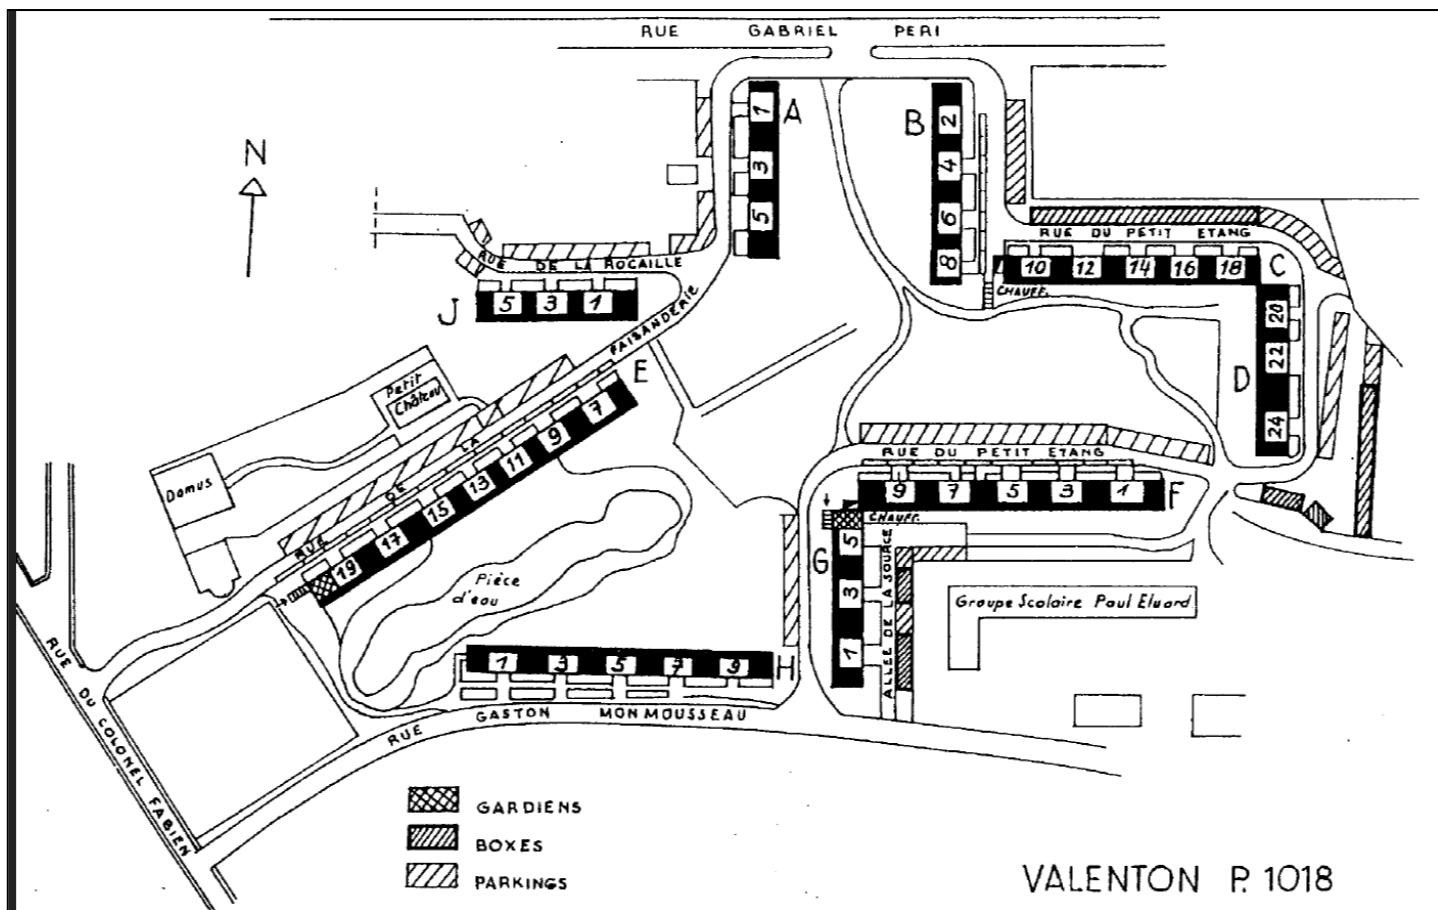 RUE GABRIEL PERI
N
A
1
3
5
B
2
4
6
8
RUE DU PETIT ETANG
10 12 14 16 18
C
CHAUFF.
20
22
24
D
RUE DE LA ROCAILLE
J
5 3 1
RUE DE LA FAISANDERIE
E
7
9
11
13
15
17
19
Petit
Château
Domus
Pièce
d'eau
RUE DU PETIT ETANG
9 7 5 3 1
F
CHAUFF.
G
5
3
1
ALLEE DE LA SOURCE
Groupe Scolaire Paul Eluard
1 3 5 7 9
H
RUE GASTON MONMOUSSEAU
RUE DU COLONEL FABIEN
GARDIENS
BOXES
PARKINGS
VALENTON P. 1018